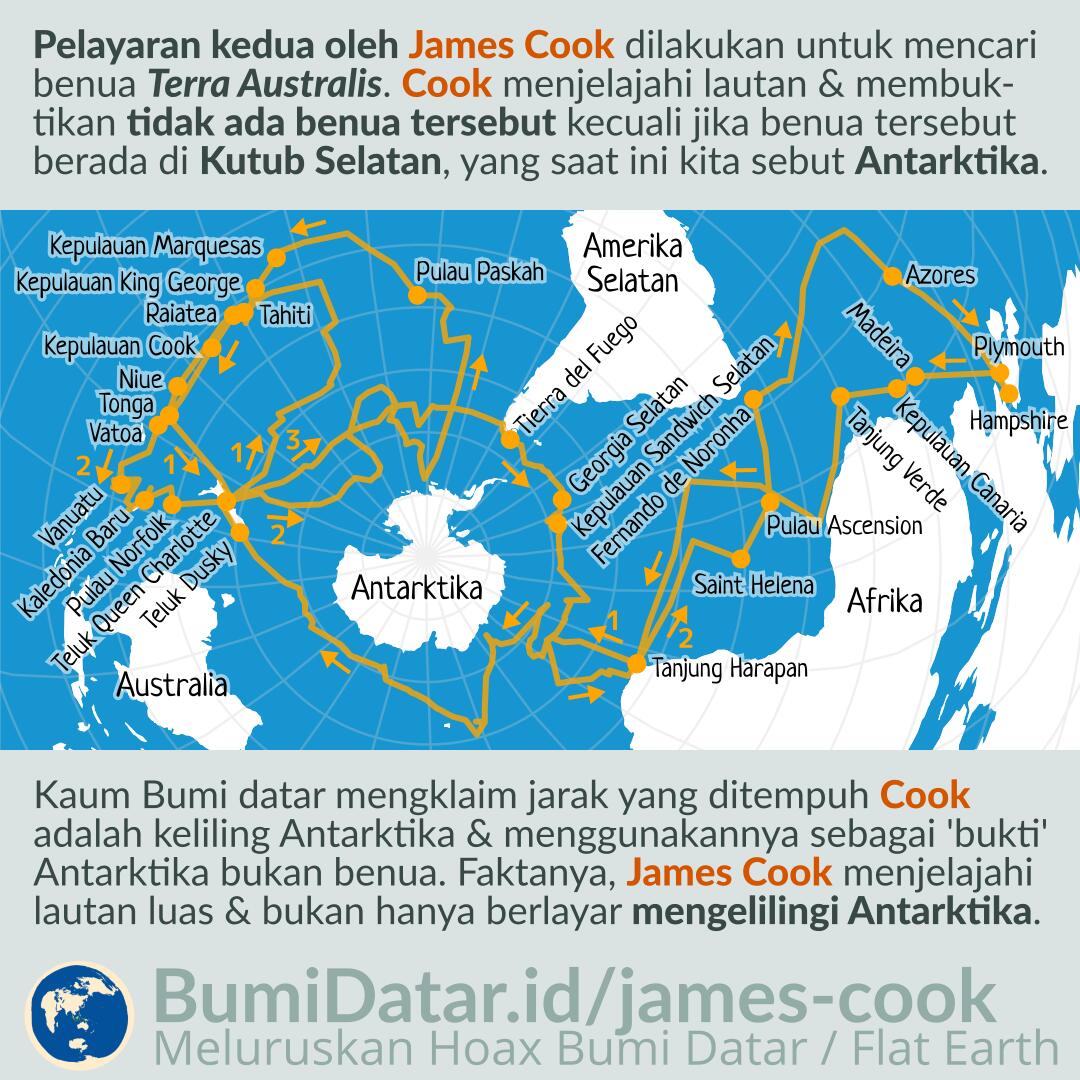 Pelayaran kedua oleh James Cook dilakukan untuk mencari
benua Terra Australis. Cook menjelajahi lautan & membuk-
tikan tidak ada benua tersebut kecuali jika benua tersebut
berada di Kutub Selatan, yang saat ini kita sebut Antarktika.
Kepulauan Marquesas
Kepulauan King George
Raiatea
Tahiti
Kepulauan Cook
Niue
Tonga
Vatoa
Pulau Paskah
Amerika
Selatan
Azores
Madeira
Plymouth
Hampshire
Tierra del Fuego
Georgia Selatan
Kepulauan Sandwich Selatan
Fernando de Noronha
Tanjung Verde
Kepulauan Canaria
2
1
1
3
2
Vanuatu
Kaledonia Baru
Pulau Norfolk
Teluk Queen Charlotte
Teluk Dusky
Antarktika
Pulau Ascension
Saint Helena
Afrika
1
2
Tanjung Harapan
Australia
Kaum Bumi datar mengklaim jarak yang ditempuh Cook
adalah keliling Antarktika & menggunakannya sebagai 'bukti'
Antarktika bukan benua. Faktanya, James Cook menjelajahi
lautan luas & bukan hanya berlayar mengelilingi Antarktika.
BumiDatar.id/james-cook
Meluruskan Hoax Bumi Datar / Flat Earth